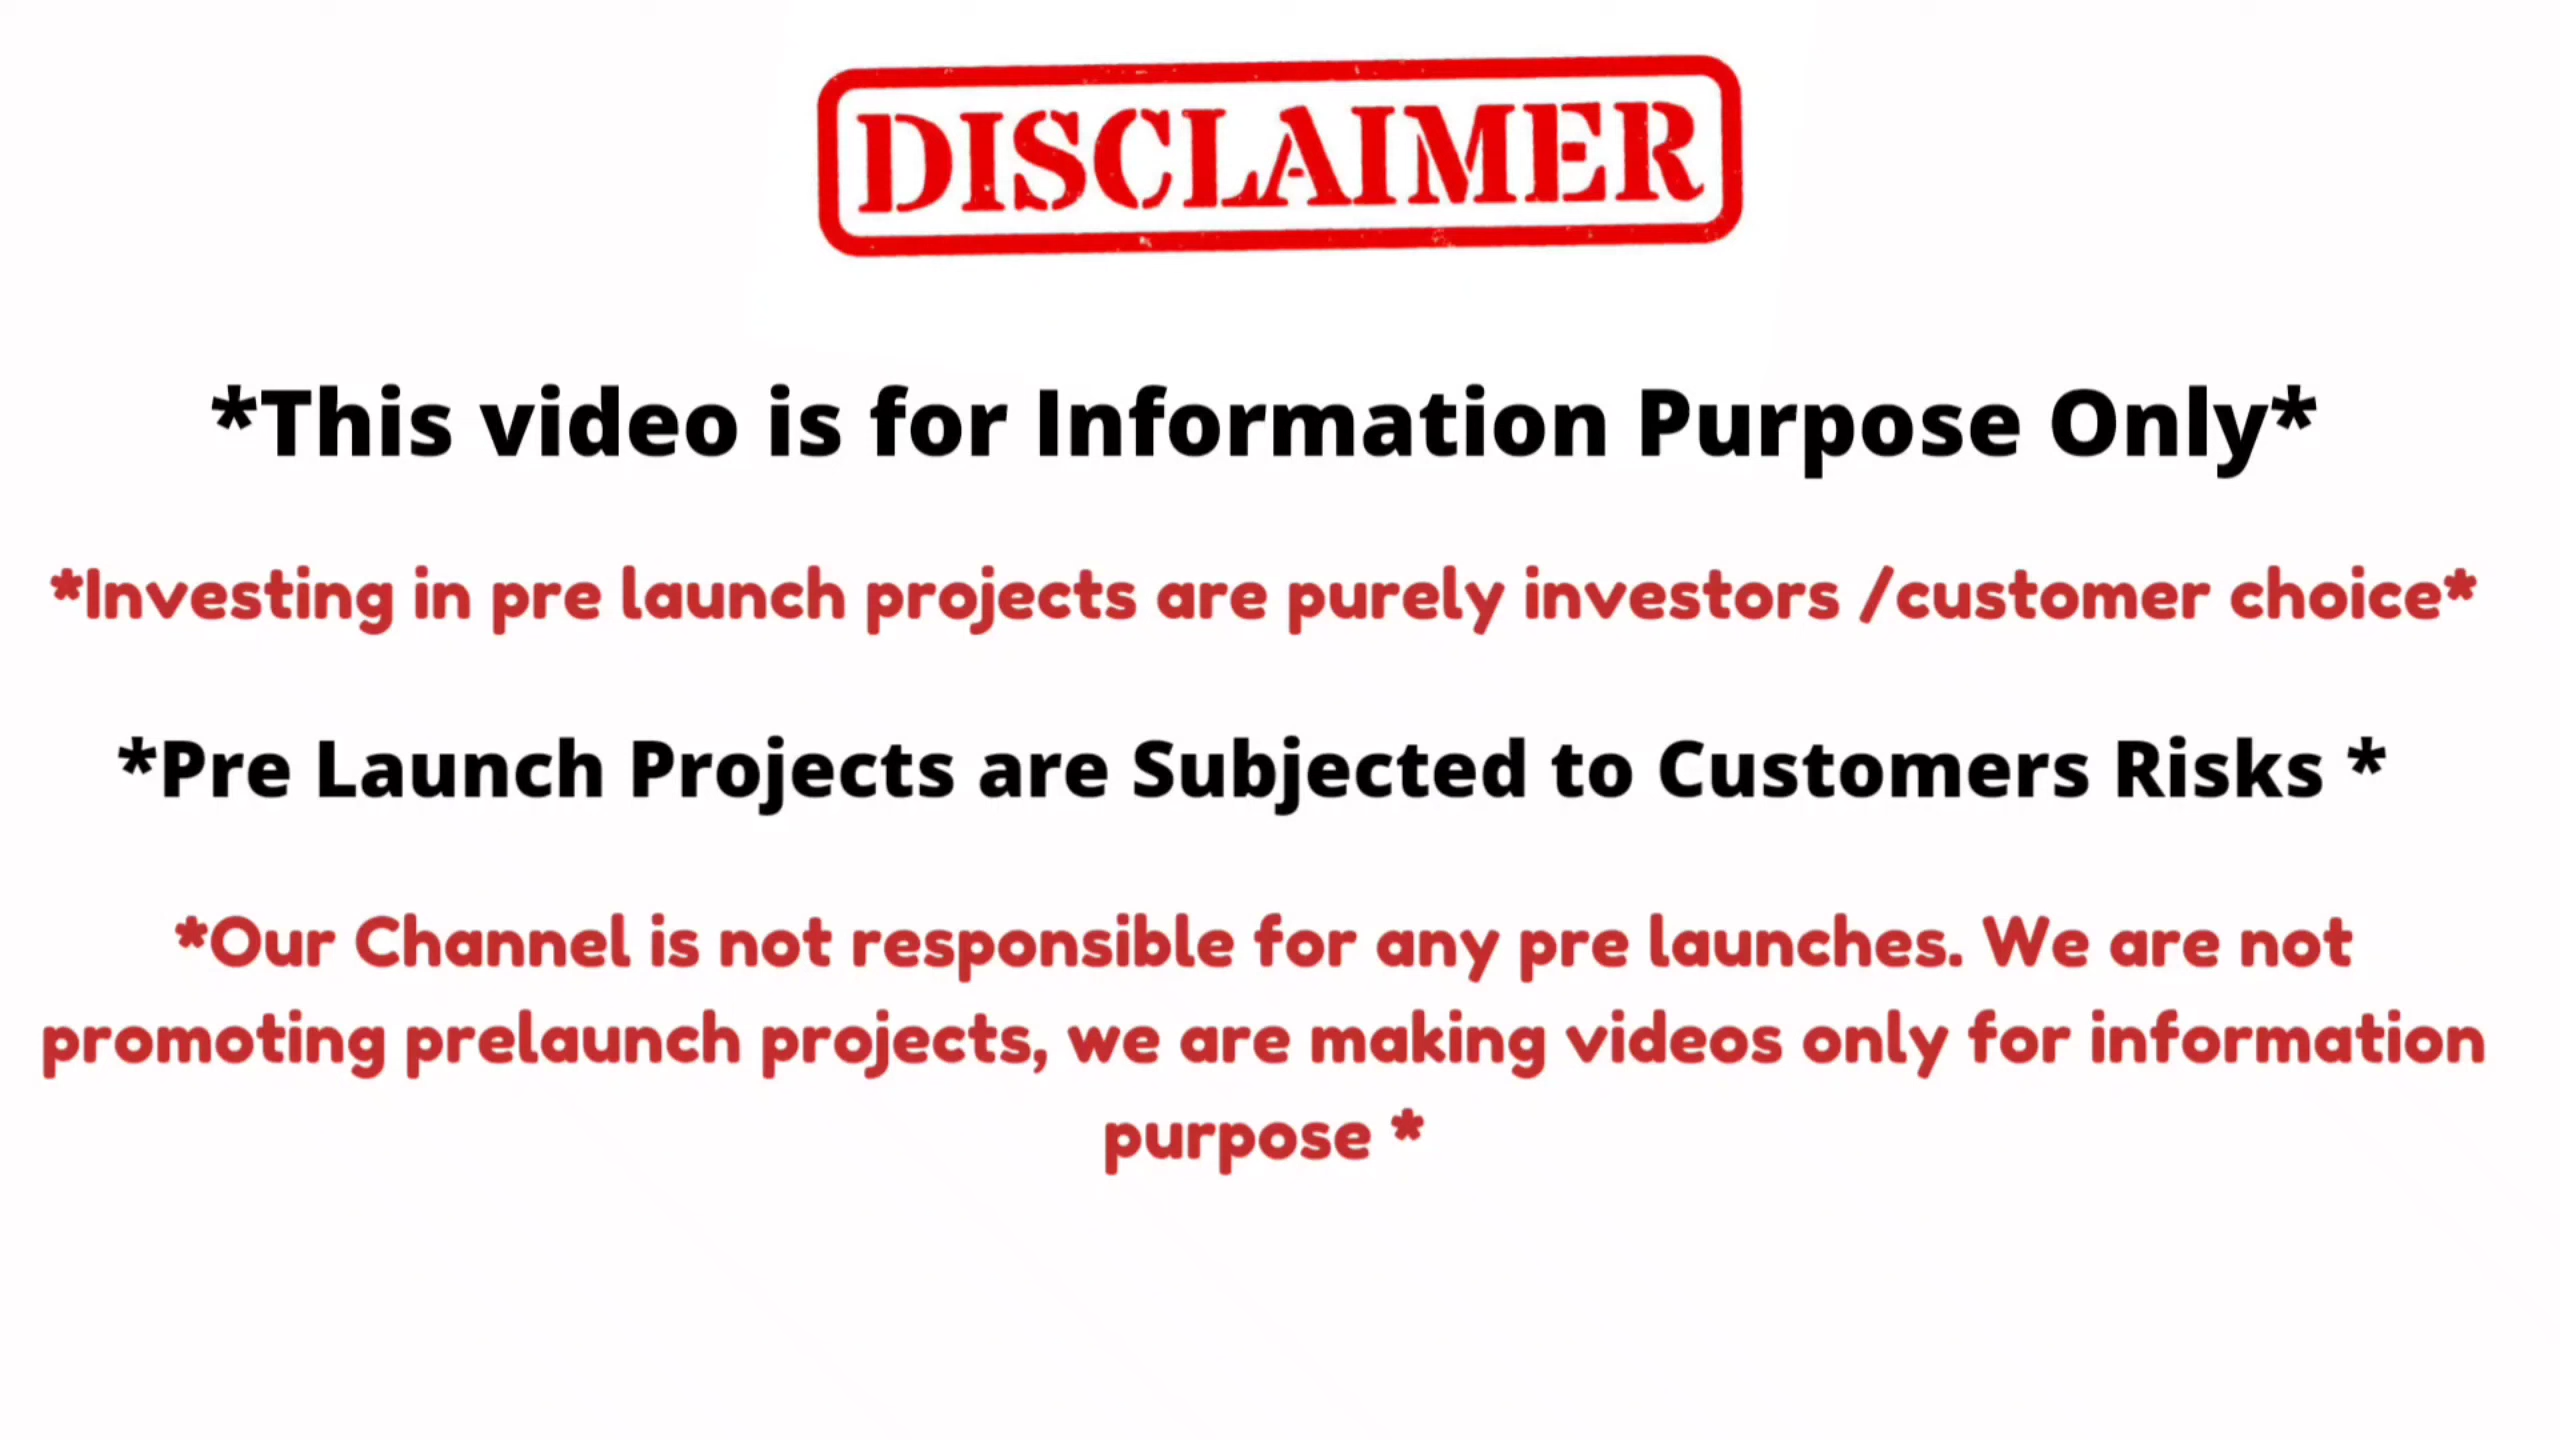 DISCLAIMER
*This video is for Information Purpose Only*
*Investing in pre launch projects are purely investors /customer choice*
*Pre Launch Projects are Subjected to Customers Risks *
*Our Channel is not responsible for any pre launches. We are not
promoting prelaunch projects, we are making videos only for information
purpose *